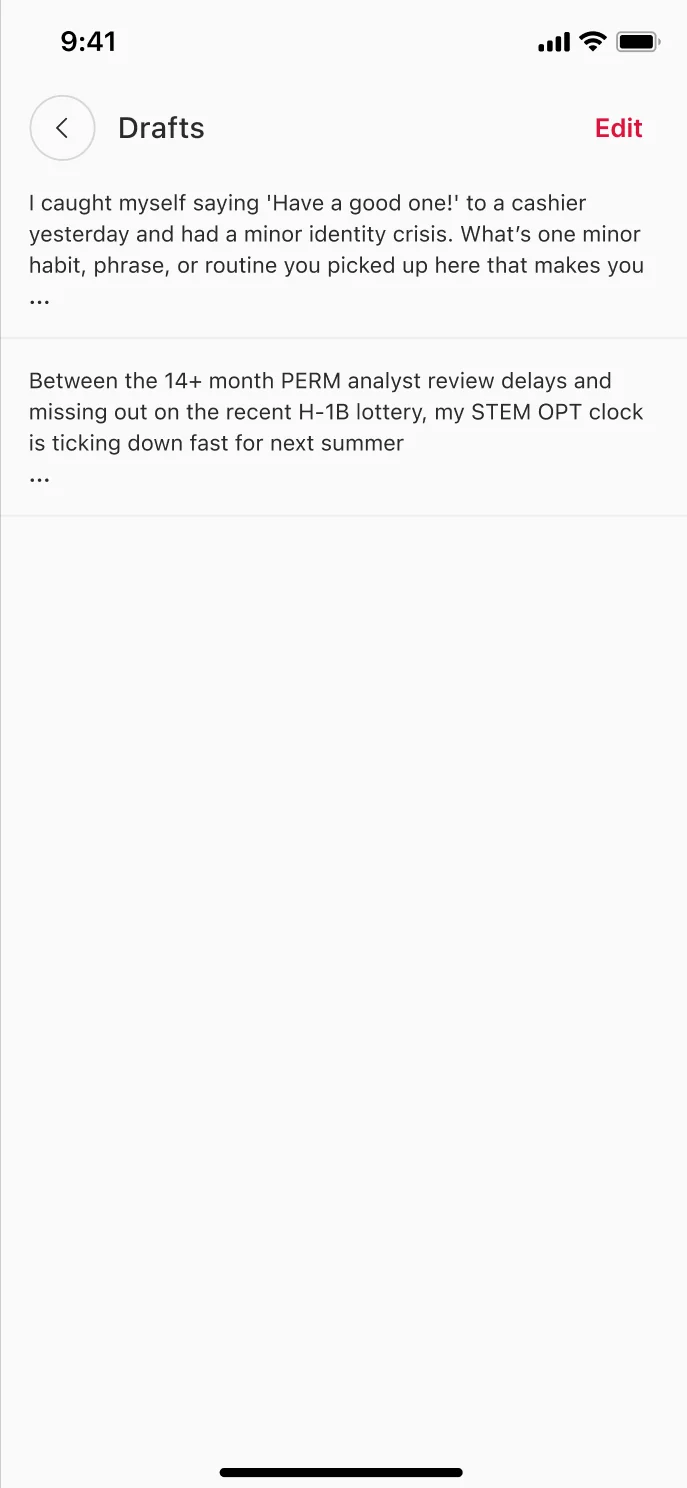 9:41
Drafts
Edit
I caught myself saying 'Have a good one!' to a cashier
yesterday and had a minor identity crisis. What’s one minor
habit, phrase, or routine you picked up here that makes you
...
Between the 14+ month PERM analyst review delays and
missing out on the recent H-1B lottery, my STEM OPT clock
is ticking down fast for next summer
...